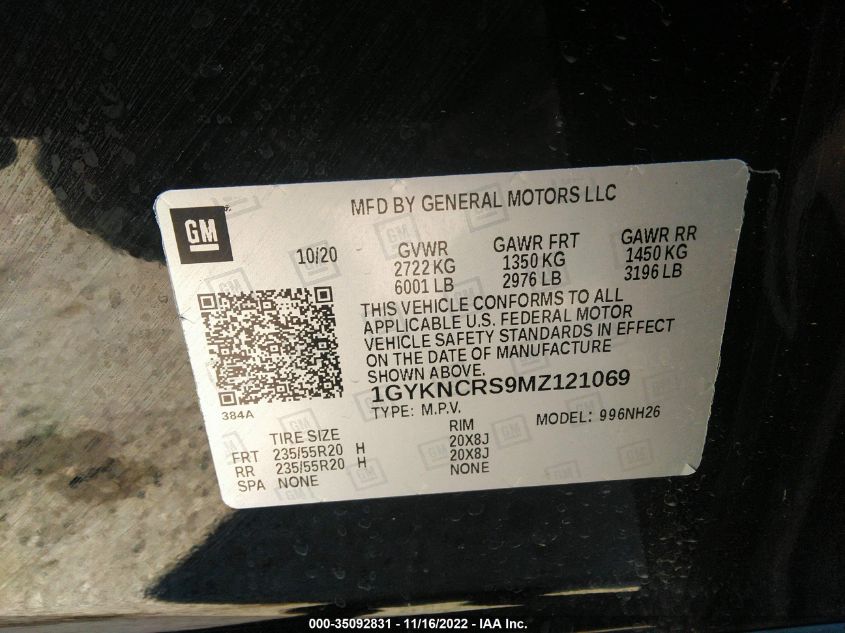 GM
MFD BY GENERAL MOTORS LLC
10/20
GVWR GAWR FRT GAWR RR
2722 KG 1350 KG 1450 KG
6001 LB 2976 LB 3196 LB
THIS VEHICLE CONFORMS TO ALL
APPLICABLE U.S. FEDERAL MOTOR
VEHICLE SAFETY STANDARDS IN EFFECT
ON THE DATE OF MANUFACTURE
SHOWN ABOVE.
1GYKNCRS9MZ121069
384A
TYPE: M.P.V. MODEL: 996NH26
TIRE SIZE RIM
FRT 235/55R20 H 20X8J
RR 235/55R20 H 20X8J
SPA NONE NONE
000-35092831 - 11/16/2022 - IAA Inc.